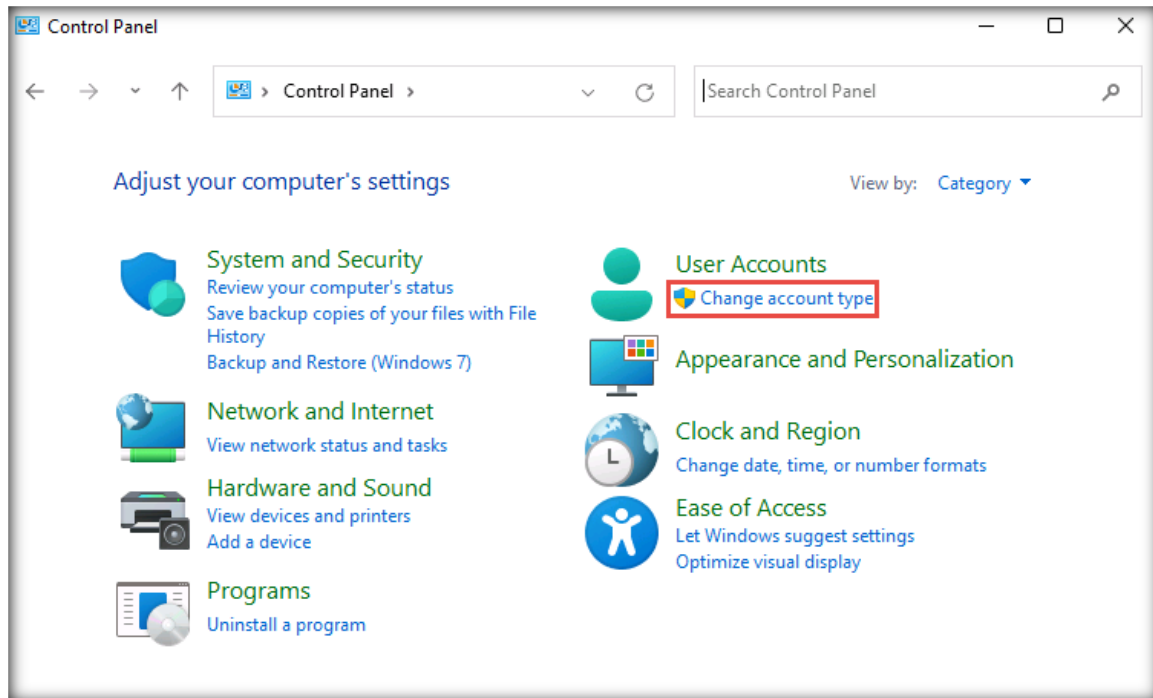 Control Panel
Control Panel
Search Control Panel
Adjust your computer's settings
View by: Category
System and Security
Review your computer's status
Save backup copies of your files with File
History
Backup and Restore (Windows 7)
Network and Internet
View network status and tasks
Hardware and Sound
View devices and printers
Add a device
Programs
Uninstall a program
User Accounts
Change account type
Appearance and Personalization
Clock and Region
Change date, time, or number formats
Ease of Access
Let Windows suggest settings
Optimize visual display